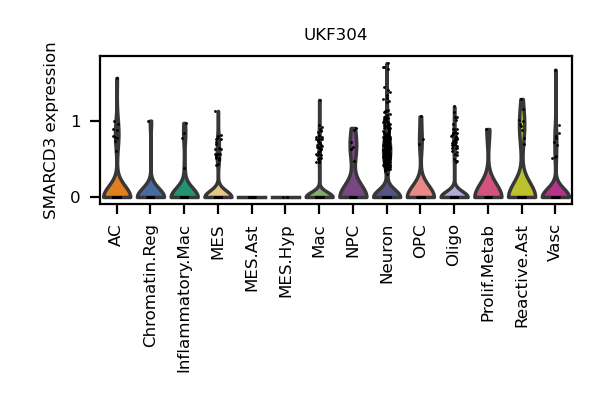 UKF304
SMARCD3 expression
1
0
AC
Chromatin.Reg
Inflammatory.Mac
MES
MES.Ast
MES.Hyp
Mac
NPC
Neuron
OPC
Oligo
Prolif.Metab
Reactive.Ast
Vasc